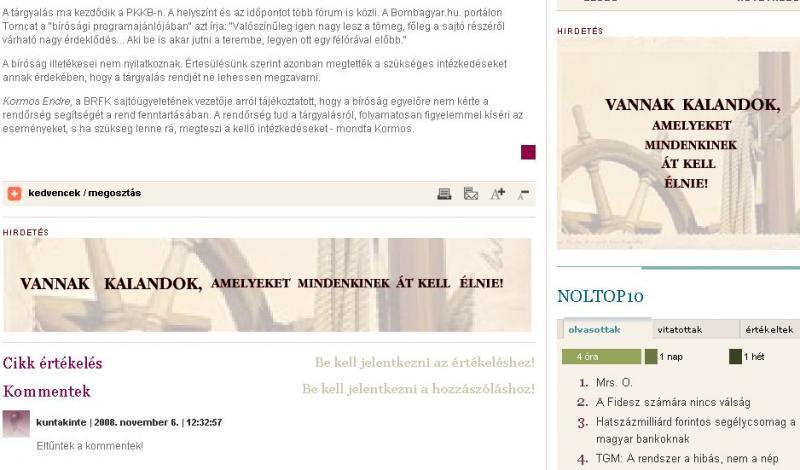 A tárgyalás ma kezdődik a PKKB-n. A helyszínt és az időpontot több fórum is közli. A Bombagyar.hu. portálon
Tomcat a "bírósági programajánlójában" azt írja: "Valószínűleg igen nagy lesz a tömeg, főleg a sajtó részéről
várható nagy érdeklődés... Aki be is akar jutni a terembe, legyen ott egy félórával előbb."
A bíróság illetékesei nem nyilatkoznak. Értesülésünk szerint azonban megtették a szükséges intézkedéseket
annak érdekében, hogy a tárgyalás rendjét ne lehessen megzavarni.
Kormos Endre, a BRFK sajtóügyeletének vezetője arról tájékoztatott, hogy a bíróság egyelőre nem kérte a
rendőrség segítségét a rend fenntartásában. A rendőrség tud a tárgyalásról, folyamatosan figyelemmel kíséri az
eseményeket, s ha szükség lenne rá, megteszi a kellő intézkedéseket - mondta Kormos.
kedvencek / megosztás
A+
A-
HIRDETÉS
VANNAK KALANDOK, AMELYEKET MINDENKINEK ÁT KELL ÉLNIE!
Cikk értékelés
Be kell jelentkezni az értékeléshez!
Kommentek
Be kell jelentkezni a hozzászóláshoz!
kuntakinte | 2008. november 6. | 12:32:57
Eltűntek a kommentek!
HIRDETÉS
VANNAK KALANDOK,
AMELYEKET
MINDENKINEK
ÁT KELL
ÉLNIE!
NOLTOP10
olvasottak
vitatottak
értékeltek
4 óra
1 nap
1 hét
1. Mrs. O.
2. A Fidesz számára nincs válság
3. Hatszázmilliárd forintos segélycsomag a
magyar bankoknak
4. TGM: A rendszer a hibás, nem a nép